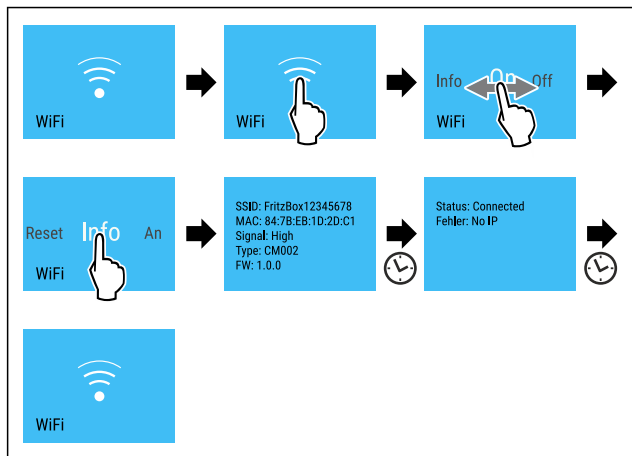 WiFi
WiFi
Info On Off
WiFi
Reset Info An
WiFi
SSID: FritzBox12345678
MAC: 84:7B:EB:1D:2D:C1
Signal: High
Type: CM002
FW: 1.0.0
Status: Connected
Fehler: No IP
WiFi